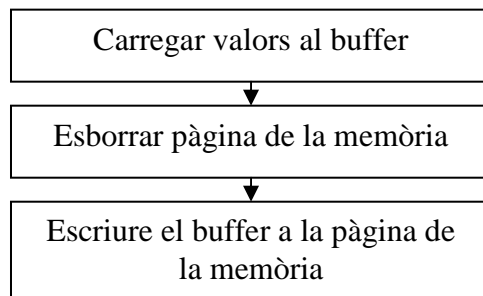 Carregar valors al buffer
Esborrar pàgina de la memòria
Escriure el buffer a la pàgina de
la memòria